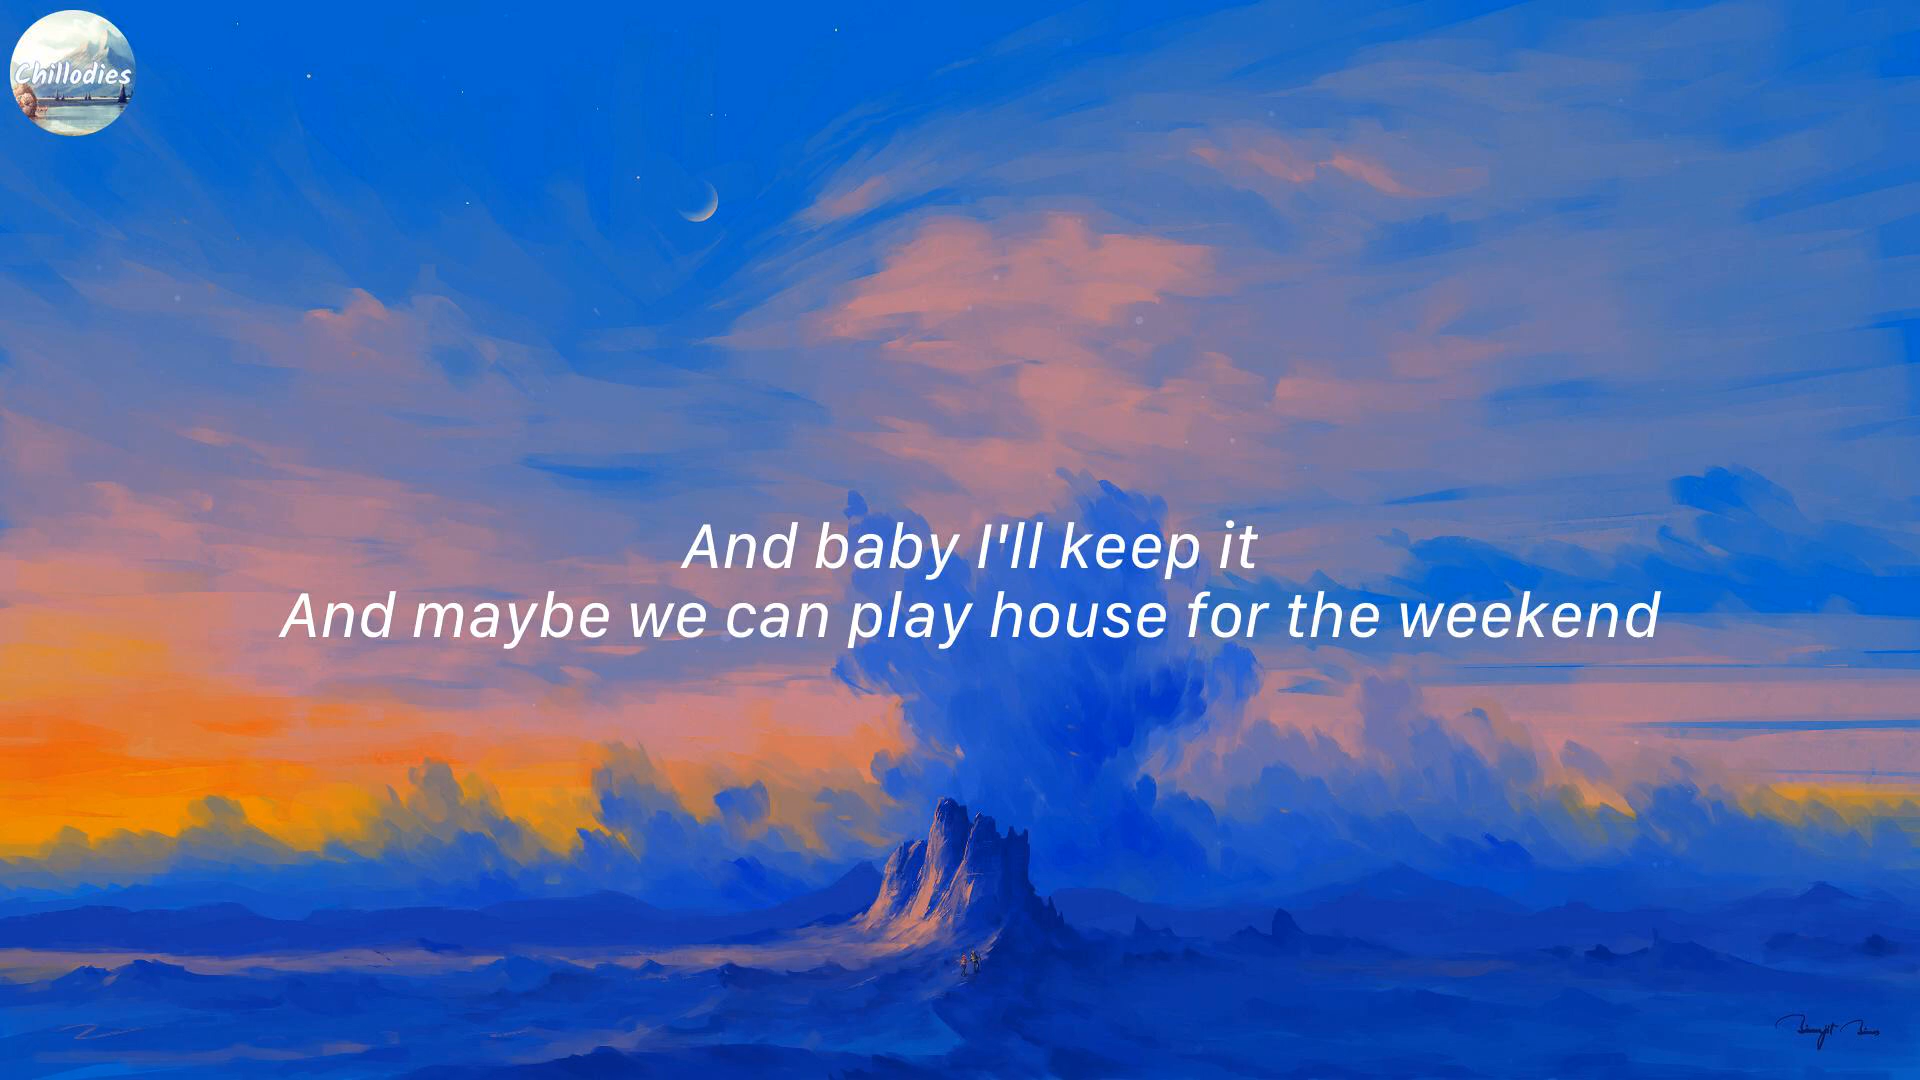 Chillodies
And baby I'll keep it
And maybe we can play house for the weekend